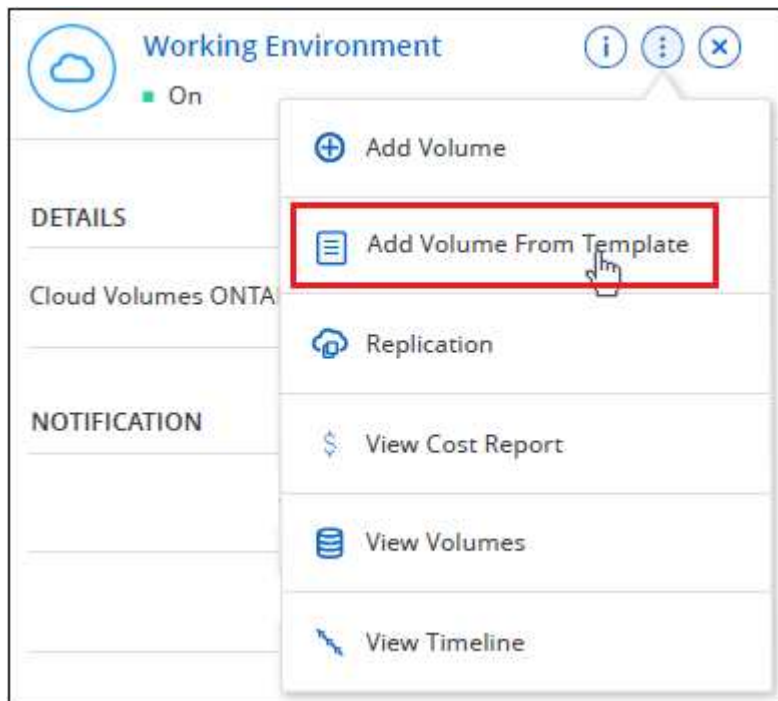 Working Environment
On
Add Volume
DETAILS
Add Volume From Template
Cloud Volumes ONTA
Replication
NOTIFICATION
View Cost Report
View Volumes
View Timeline